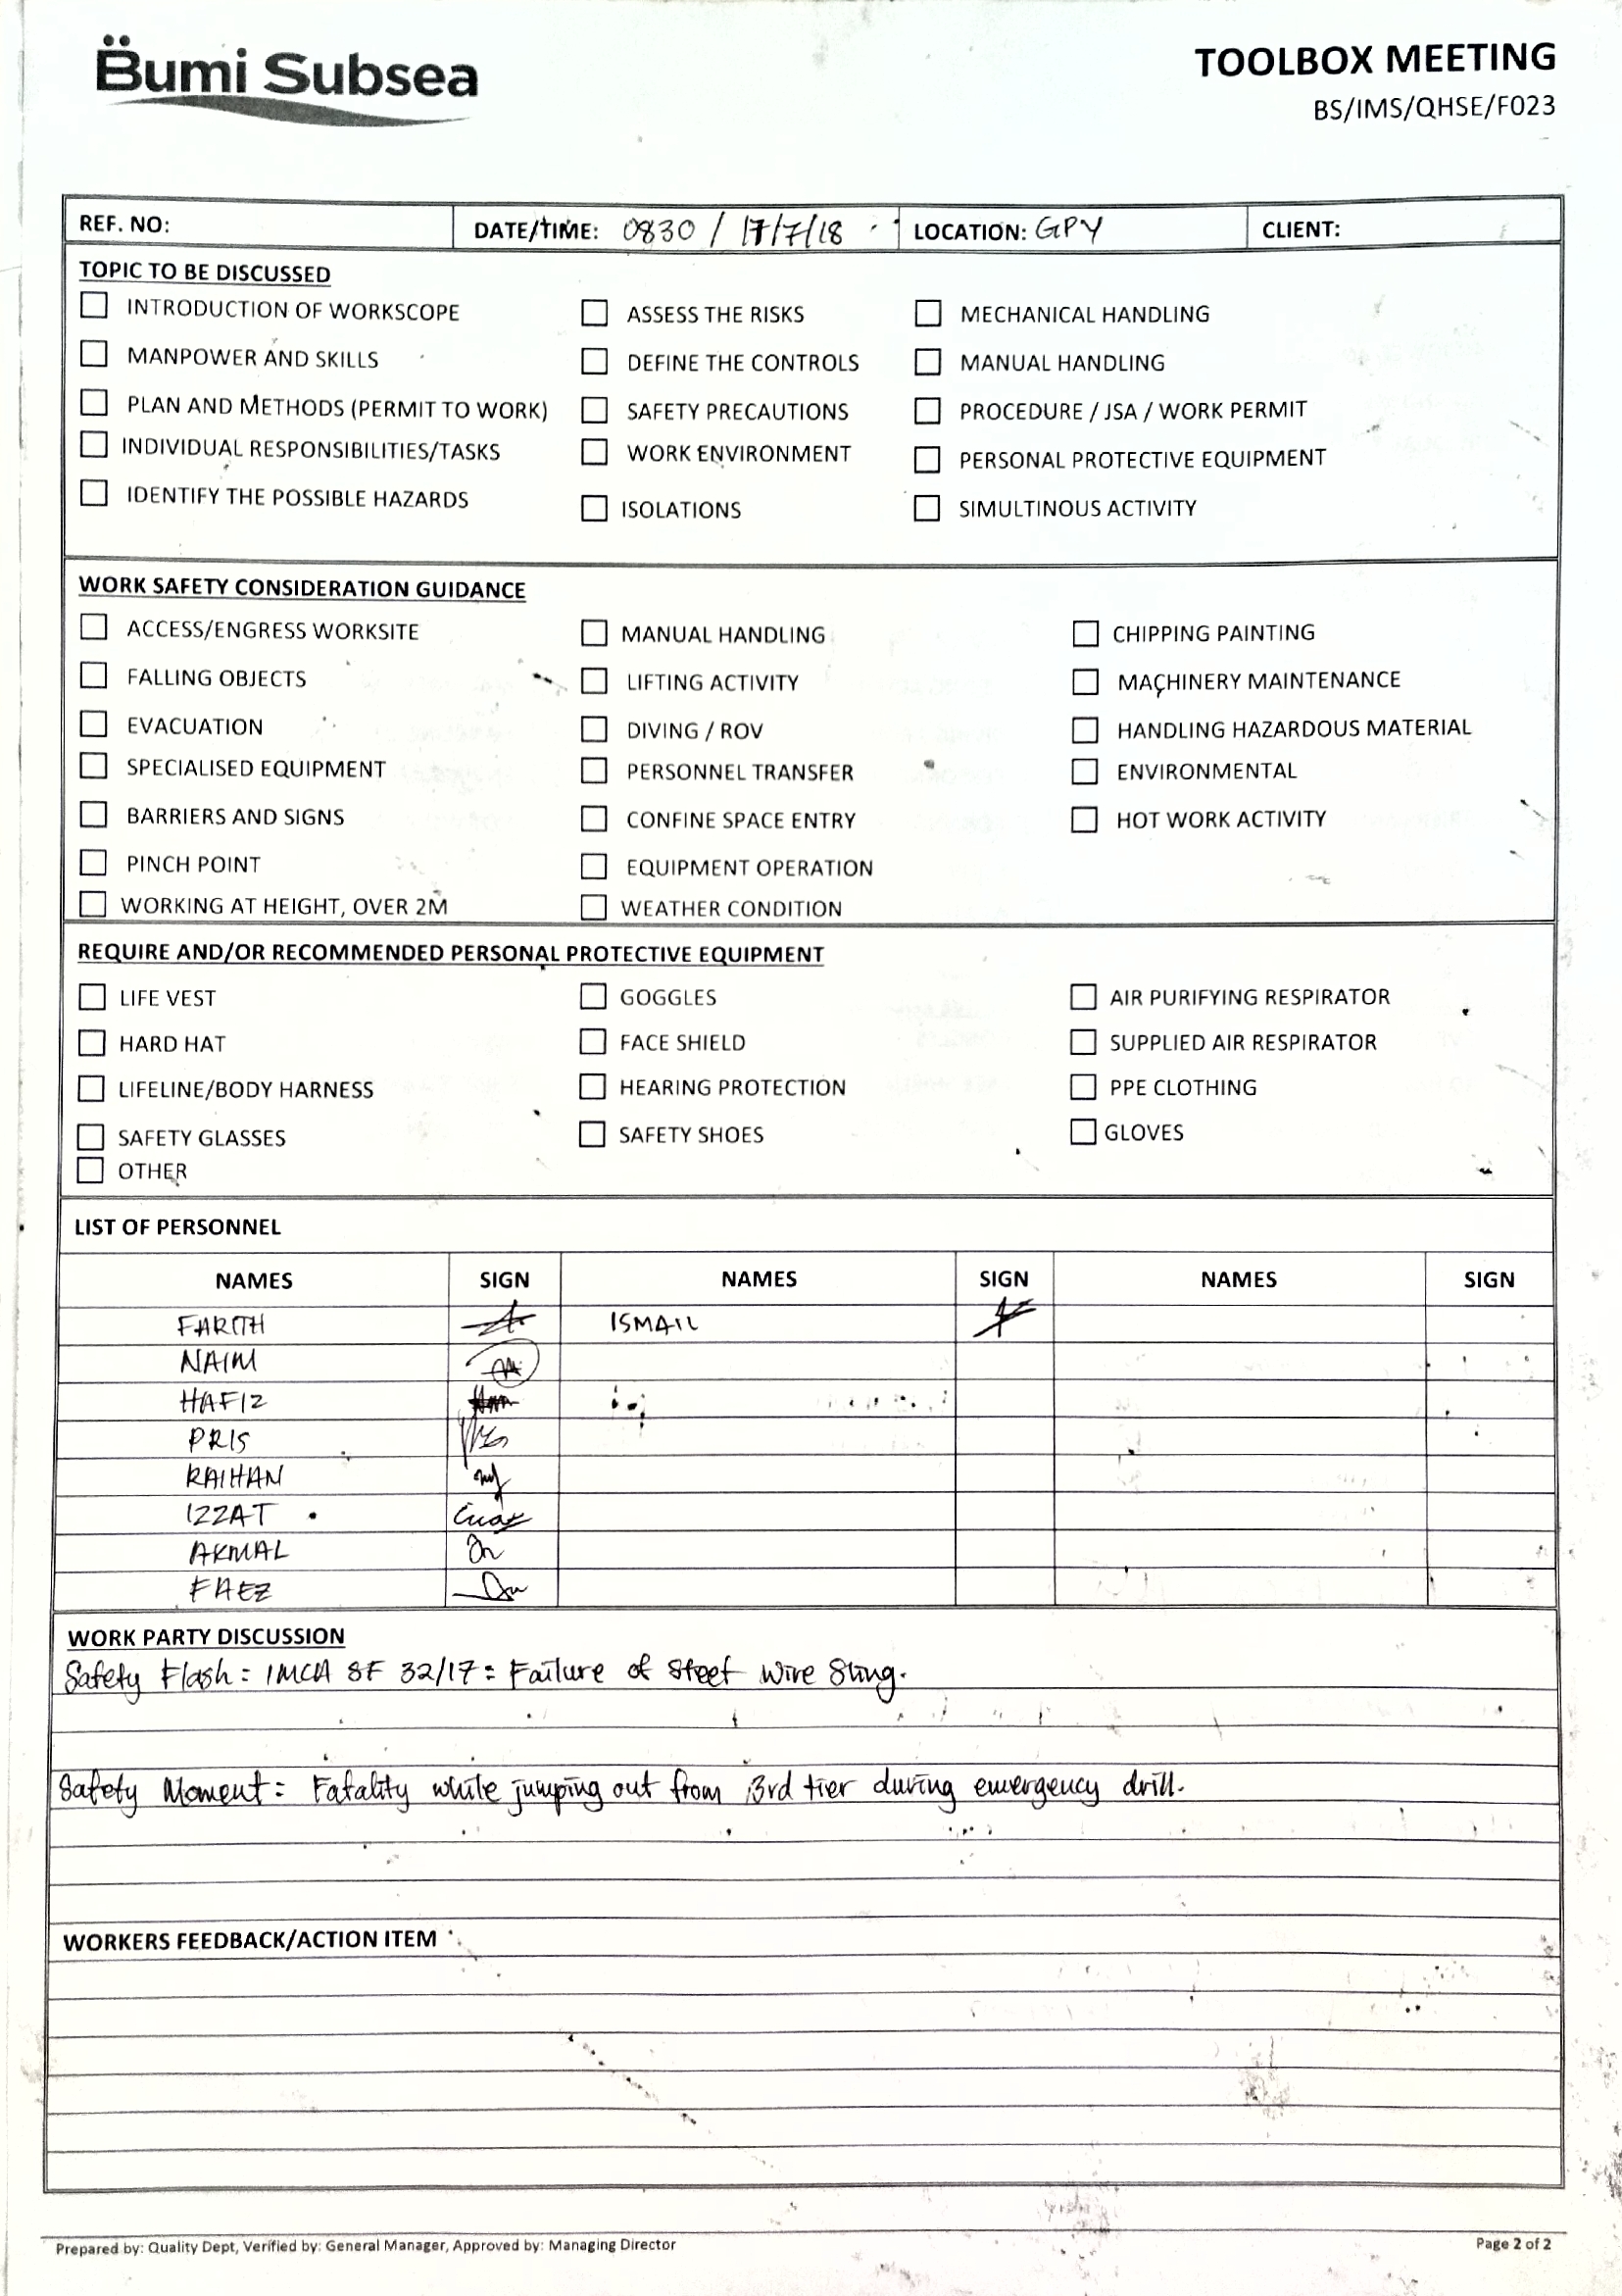 Bumi Subsea
TOOLBOX MEETING
BS/IMS/QHSE/F023
REF. NO: DATE/TIME: 0830 / 17/7/18 LOCATION: GPY CLIENT:
TOPIC TO BE DISCUSSED
INTRODUCTION OF WORKSCOPE ASSESS THE RISKS MECHANICAL HANDLING
MANPOWER AND SKILLS DEFINE THE CONTROLS MANUAL HANDLING
PLAN AND METHODS (PERMIT TO WORK) SAFETY PRECAUTIONS PROCEDURE / JSA / WORK PERMIT
INDIVIDUAL RESPONSIBILITIES/TASKS WORK ENVIRONMENT PERSONAL PROTECTIVE EQUIPMENT
IDENTIFY THE POSSIBLE HAZARDS ISOLATIONS SIMULTINOUS ACTIVITY
WORK SAFETY CONSIDERATION GUIDANCE
ACCESS/ENGRESS WORKSITE MANUAL HANDLING CHIPPING PAINTING
FALLING OBJECTS LIFTING ACTIVITY MACHINERY MAINTENANCE
EVACUATION DIVING / ROV HANDLING HAZARDOUS MATERIAL
SPECIALISED EQUIPMENT PERSONNEL TRANSFER ENVIRONMENTAL
BARRIERS AND SIGNS CONFINE SPACE ENTRY HOT WORK ACTIVITY
PINCH POINT EQUIPMENT OPERATION
WORKING AT HEIGHT, OVER 2M WEATHER CONDITION
REQUIRE AND/OR RECOMMENDED PERSONAL PROTECTIVE EQUIPMENT
LIFE VEST GOGGLES AIR PURIFYING RESPIRATOR
HARD HAT FACE SHIELD SUPPLIED AIR RESPIRATOR
LIFELINE/BODY HARNESS HEARING PROTECTION PPE CLOTHING
SAFETY GLASSES SAFETY SHOES GLOVES
OTHER
LIST OF PERSONNEL
NAMES SIGN NAMES SIGN NAMES SIGN
ISMAIL
NAIM
HAFIZ
PRIS
RAIHAN
IZZAT
AKMAL
FAEZ
WORK PARTY DISCUSSION
Safety Flash = IMCA SF 32/17 = Failure of Steel Wire Sling.
Safety Moment = Fatality while jumping out from 3rd tier during emergency drill.
WORKERS FEEDBACK/ACTION ITEM
Prepared by: Quality Dept, Verified by: General Manager, Approved by: Managing Director Page 2 of 2